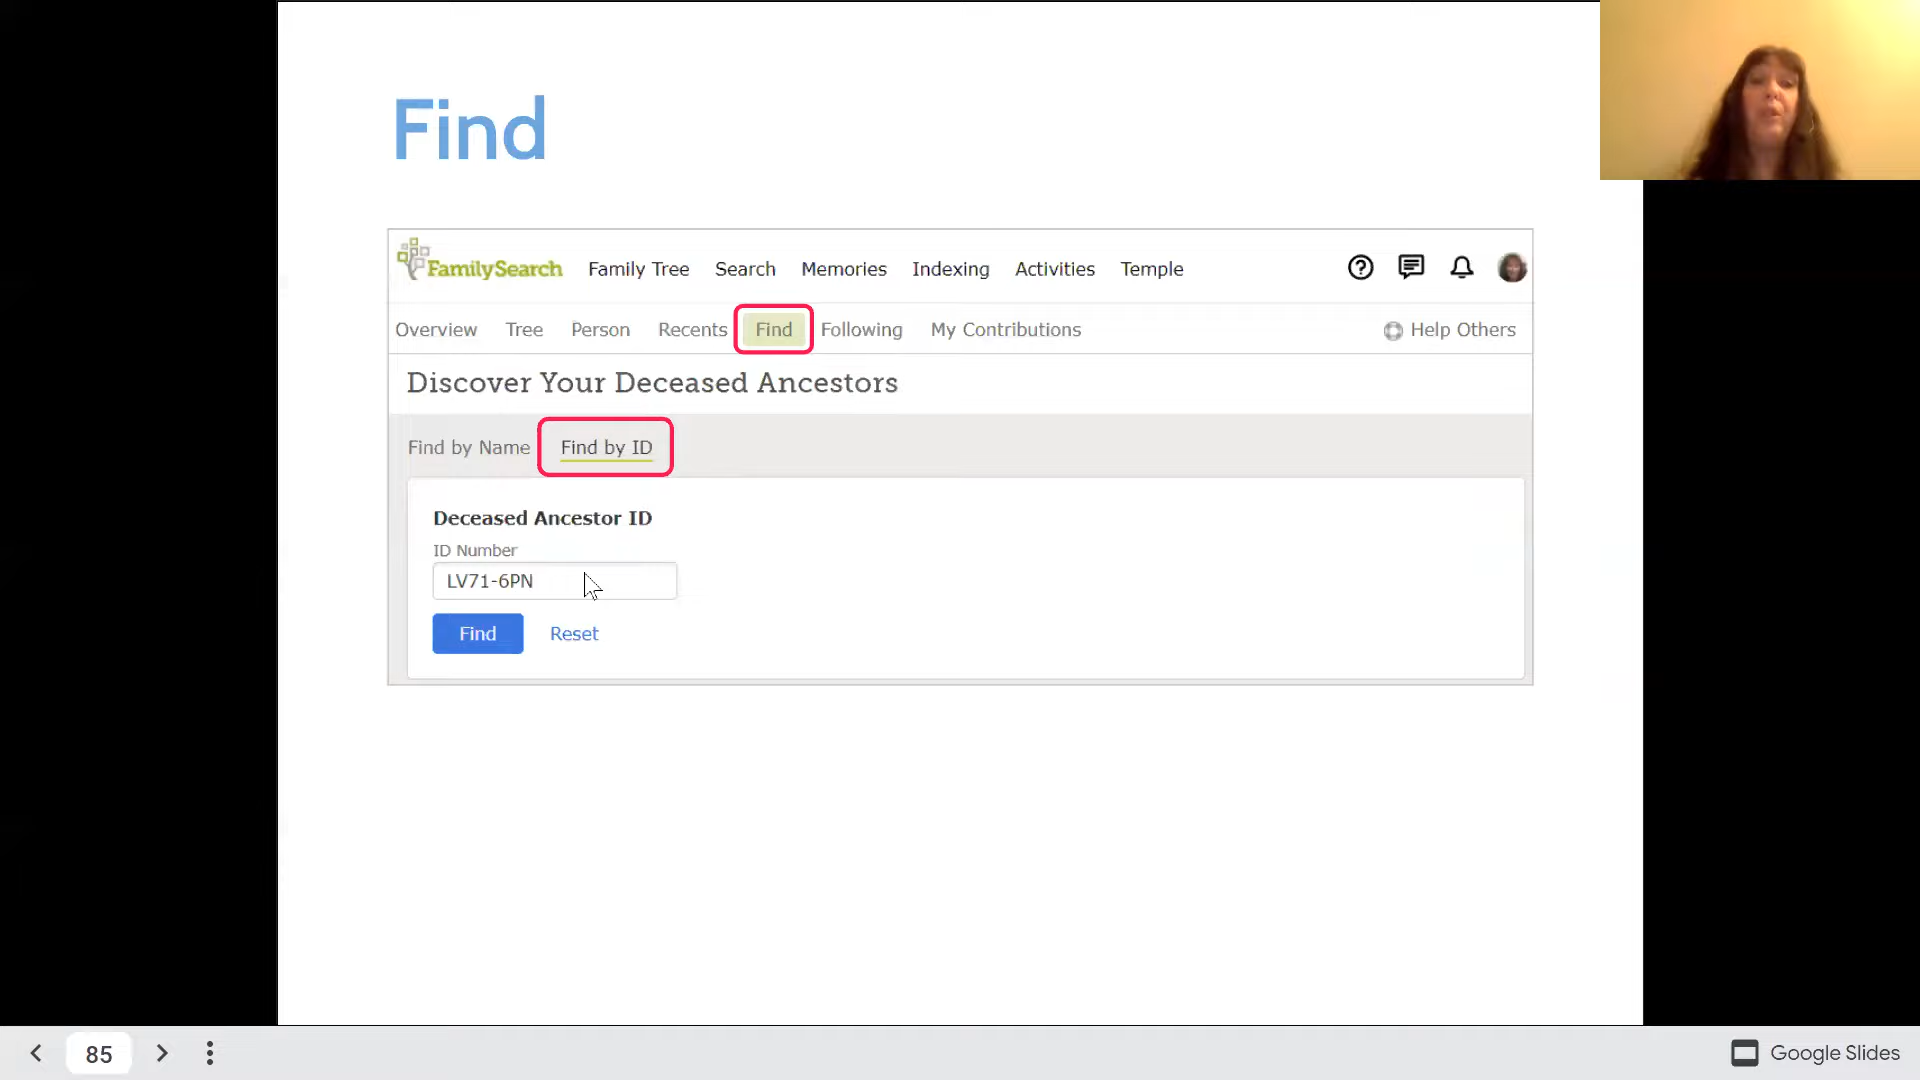 Find
FamilySearch Family Tree Search Memories Indexing Activities Temple
Overview Tree Person Recents Find Following My Contributions Help Others
Discover Your Deceased Ancestors
Find by Name Find by ID
Deceased Ancestor ID
ID Number
LV71-6PN
Find Reset
85 Google Slides